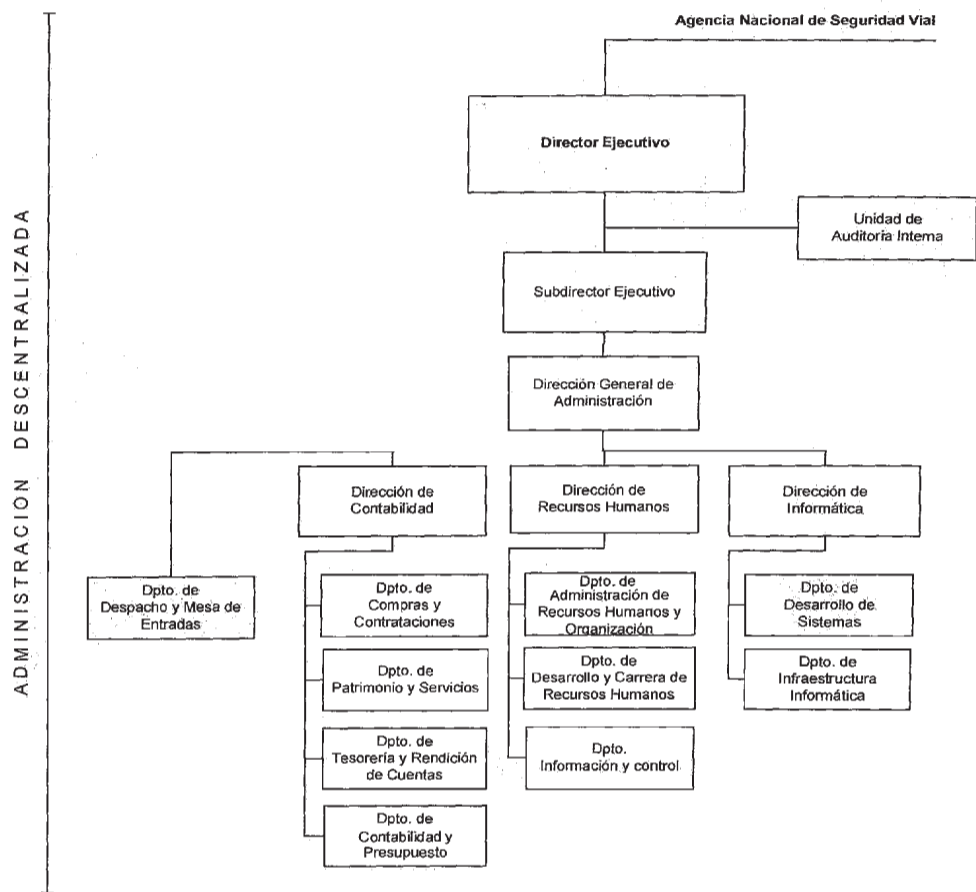 Agencia Nacional de Seguridad Vial
ADMINISTRACION DESCENTRALIZADA
Director Ejecutivo
Unidad de
Auditoria Interna
Subdirector Ejecutivo
Dirección General de
Administración
Dirección de
Contabilidad
Dirección de
Recursos Humanos
Dirección de
Informática
Dpto. de
Despacho y Mesa de
Entradas
Dpto. de
Compras y
Contrataciones
Dpto. de
Patrimonio y Servicios
Dpto. de
Tesorería y Rendición
de Cuentas
Dpto. de
Contabilidad y
Presupuesto
Dpto. de
Administración de
Recursos Humanos y
Organización
Dpto. de
Desarrollo y Carrera de
Recursos Humanos
Dpto.
Información y control
Dpto. de
Desarrollo de
Sistemas
Dpto. de
Infraestructura
Informática